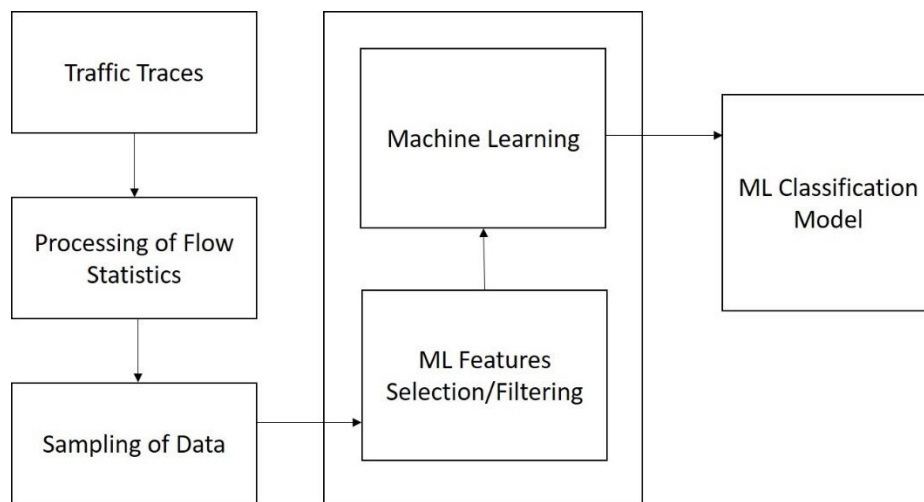 Traffic Traces
Processing of Flow
Statistics
Sampling of Data
ML Features
Selection/Filtering
Machine Learning
ML Classification
Model